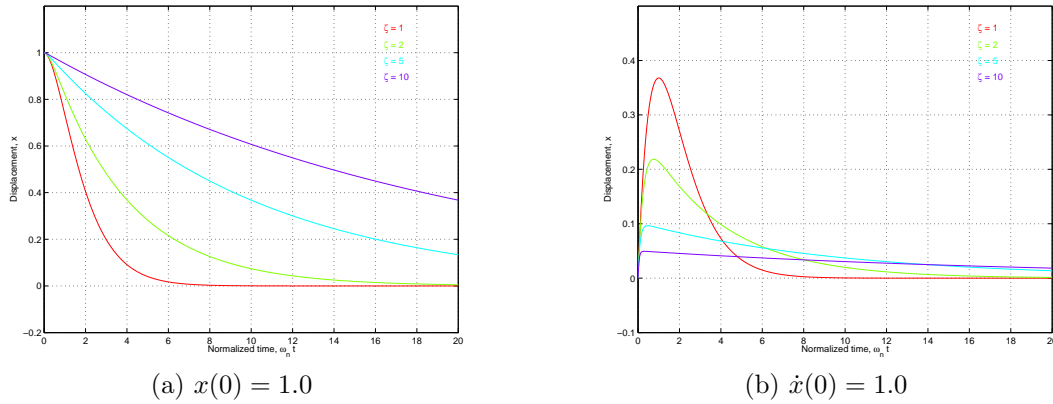 1
0.8
0.6
0.4
0.2
0
−0.2
Displacement, x
ζ = 1
ζ = 2
ζ = 5
ζ = 10
0 2 4 6 8 10 12 14 16 18 20
Normalized time, ωn t
(a) x(0) = 1.0
0.4
0.3
0.2
0.1
0
−0.1
Displacement, x
ζ = 1
ζ = 2
ζ = 5
ζ = 10
0 2 4 6 8 10 12 14 16 18 20
Normalized time, ωn t
(b) ẋ(0) = 1.0